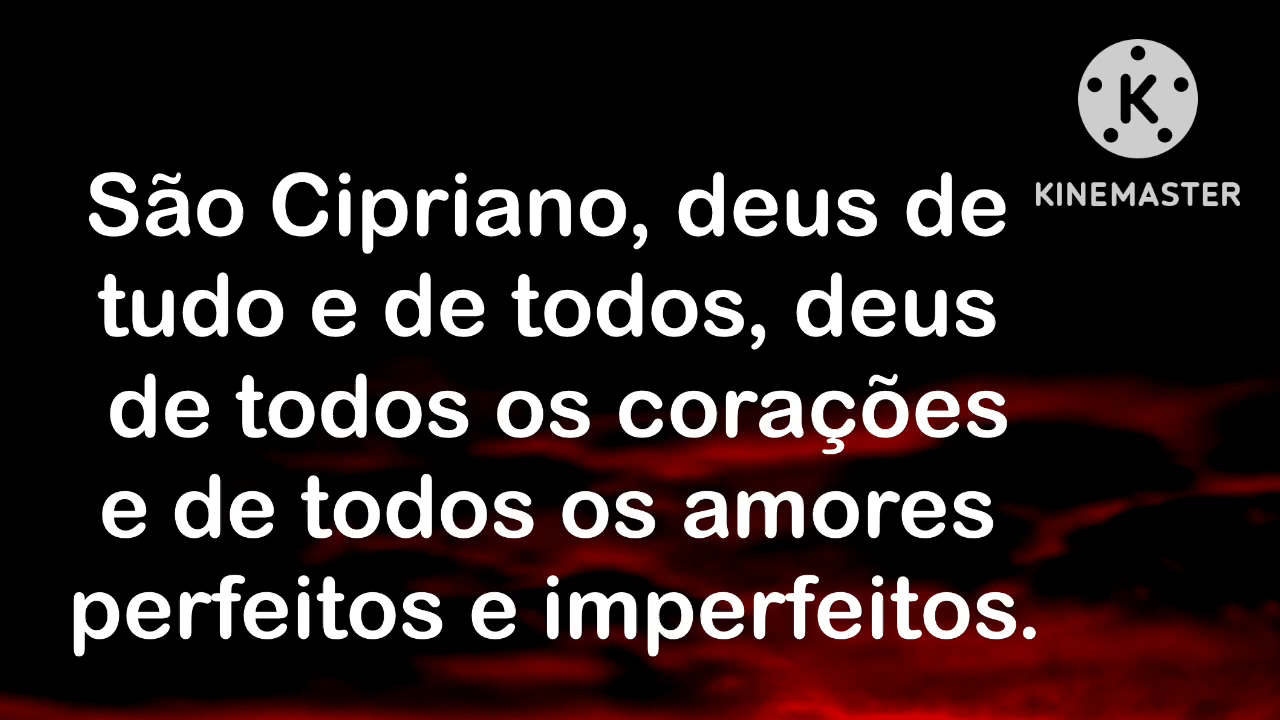 São Cipriano, deus de
tudo e de todos, deus
de todos os corações
e de todos os amores
perfeitos e imperfeitos.
K
KINEMASTER